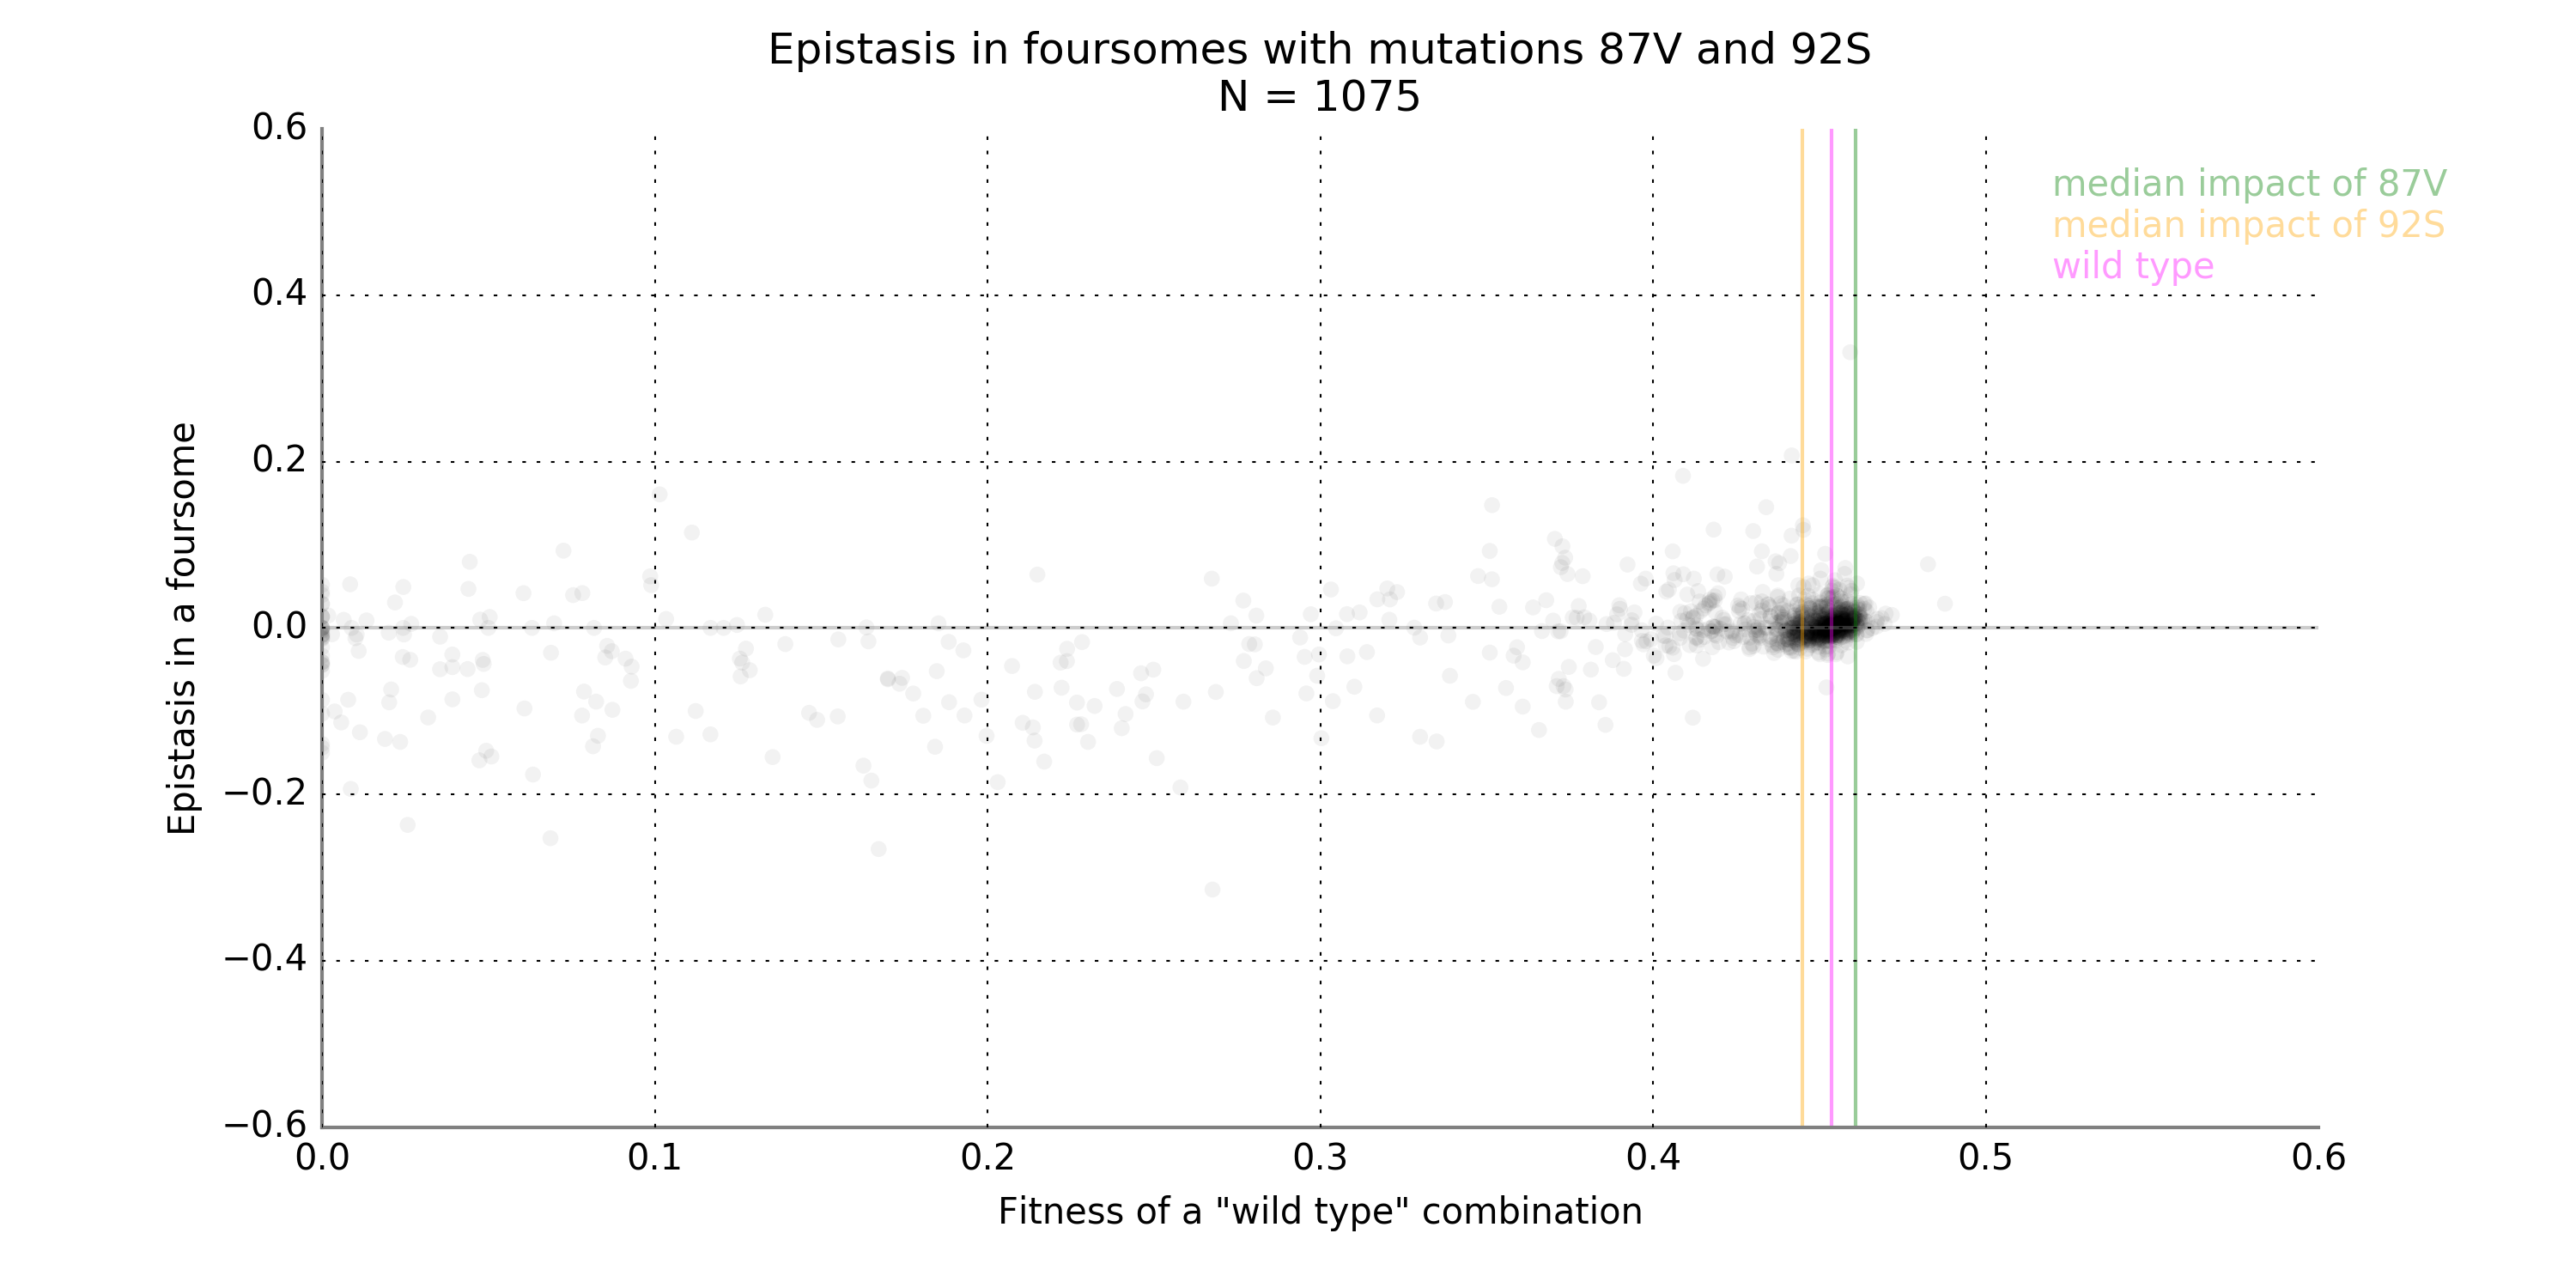 Epistasis in foursomes with mutations 87V and 92S
N = 1075
0.6
0.4
0.2
0.0
−0.2
−0.4
−0.6
Epistasis in a foursome
median impact of 87V
median impact of 92S
wild type
0.0 0.1 0.2 0.3 0.4 0.5 0.6
Fitness of a "wild type" combination